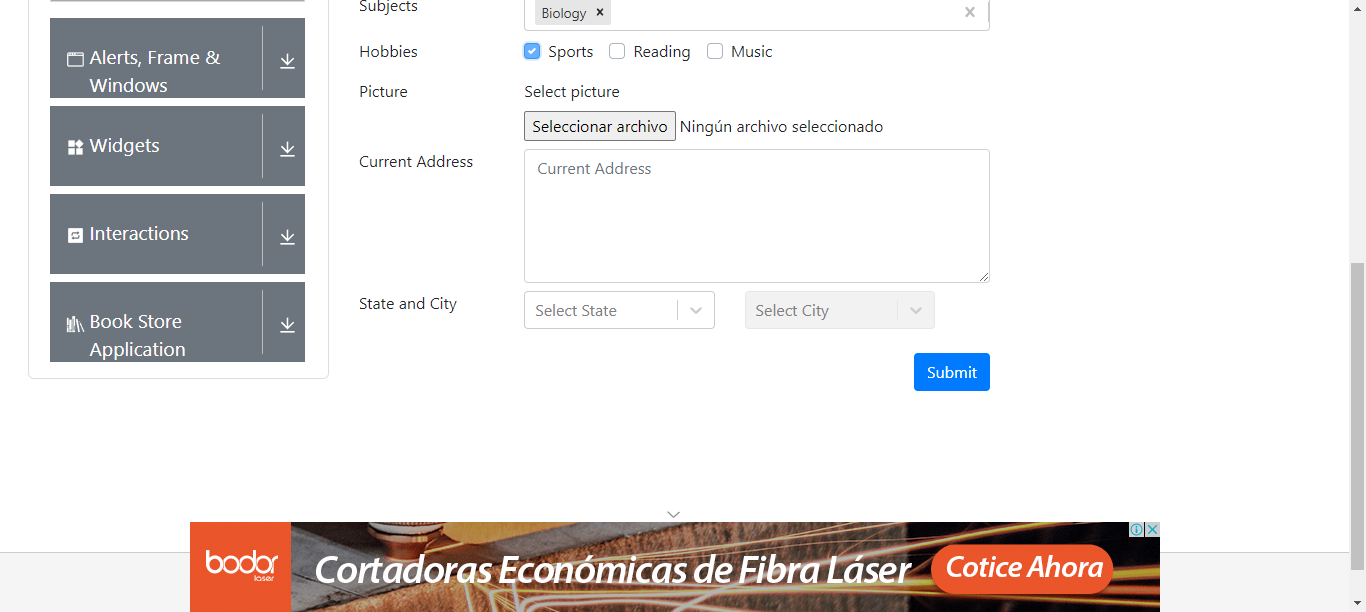 Subjects
Biology ×
Alerts, Frame & Windows
Hobbies
Sports
Reading
Music
Picture
Select picture
Seleccionar archivo
Ningún archivo seleccionado
Widgets
Current Address
Current Address
Interactions
State and City
Select State
Select City
Book Store Application
Submit
bodor
laser
Cortadoras Económicas de Fibra Láser
Cotice Ahora